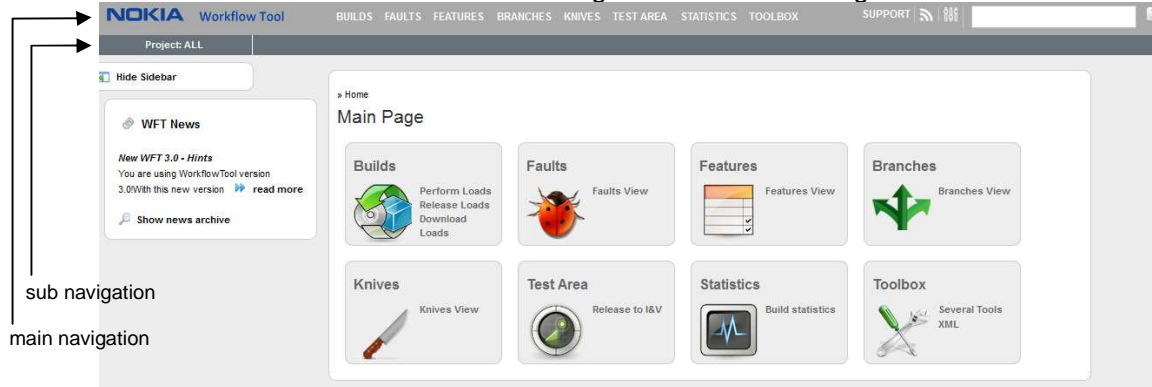 NOKIA Workflow Tool BUILDS FAULTS FEATURES BRANCHES KNIVES TEST AREA STATISTICS TOOLBOX SUPPORT
Project: ALL
Hide Sidebar
» Home
Main Page
WFT News
New WFT 3.0 - Hints
You are using WorkflowTool version
3.0!With this new version read more
Show news archive
Builds
Perform Loads
Release Loads
Download
Loads
Faults
Faults View
Features
Features View
Branches
Branches View
Knives
Knives View
Test Area
Release to I&V
Statistics
Build statistics
Toolbox
Several Tools
XML
sub navigation
main navigation